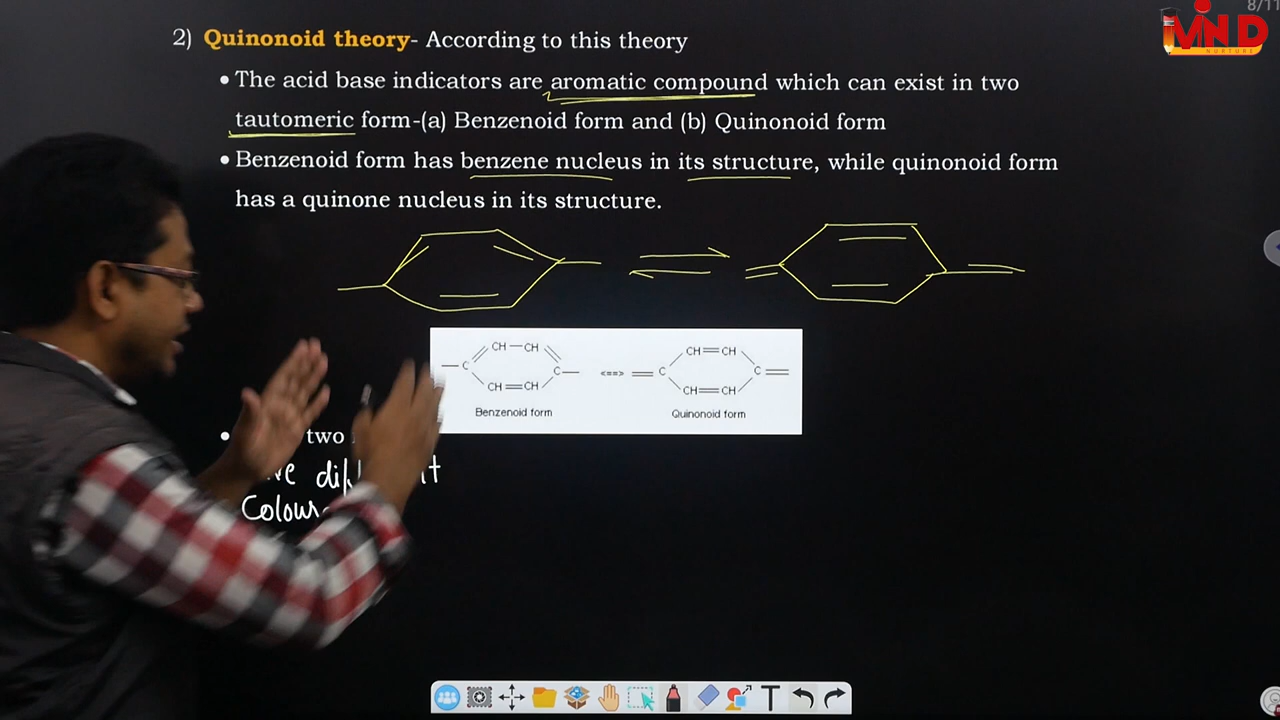 8/11
MIND
NURTURE
2) Quinonoid theory- According to this theory
• The acid base indicators are aromatic compound which can exist in two
tautomeric form-(a) Benzenoid form and (b) Quinonoid form
• Benzenoid form has benzene nucleus in its structure, while quinonoid form
has a quinone nucleus in its structure.
CH — CH CH = CH
— C C — <==> = C C =
CH = CH CH = CH
Benzenoid form Quinonoid form
• two
Colour